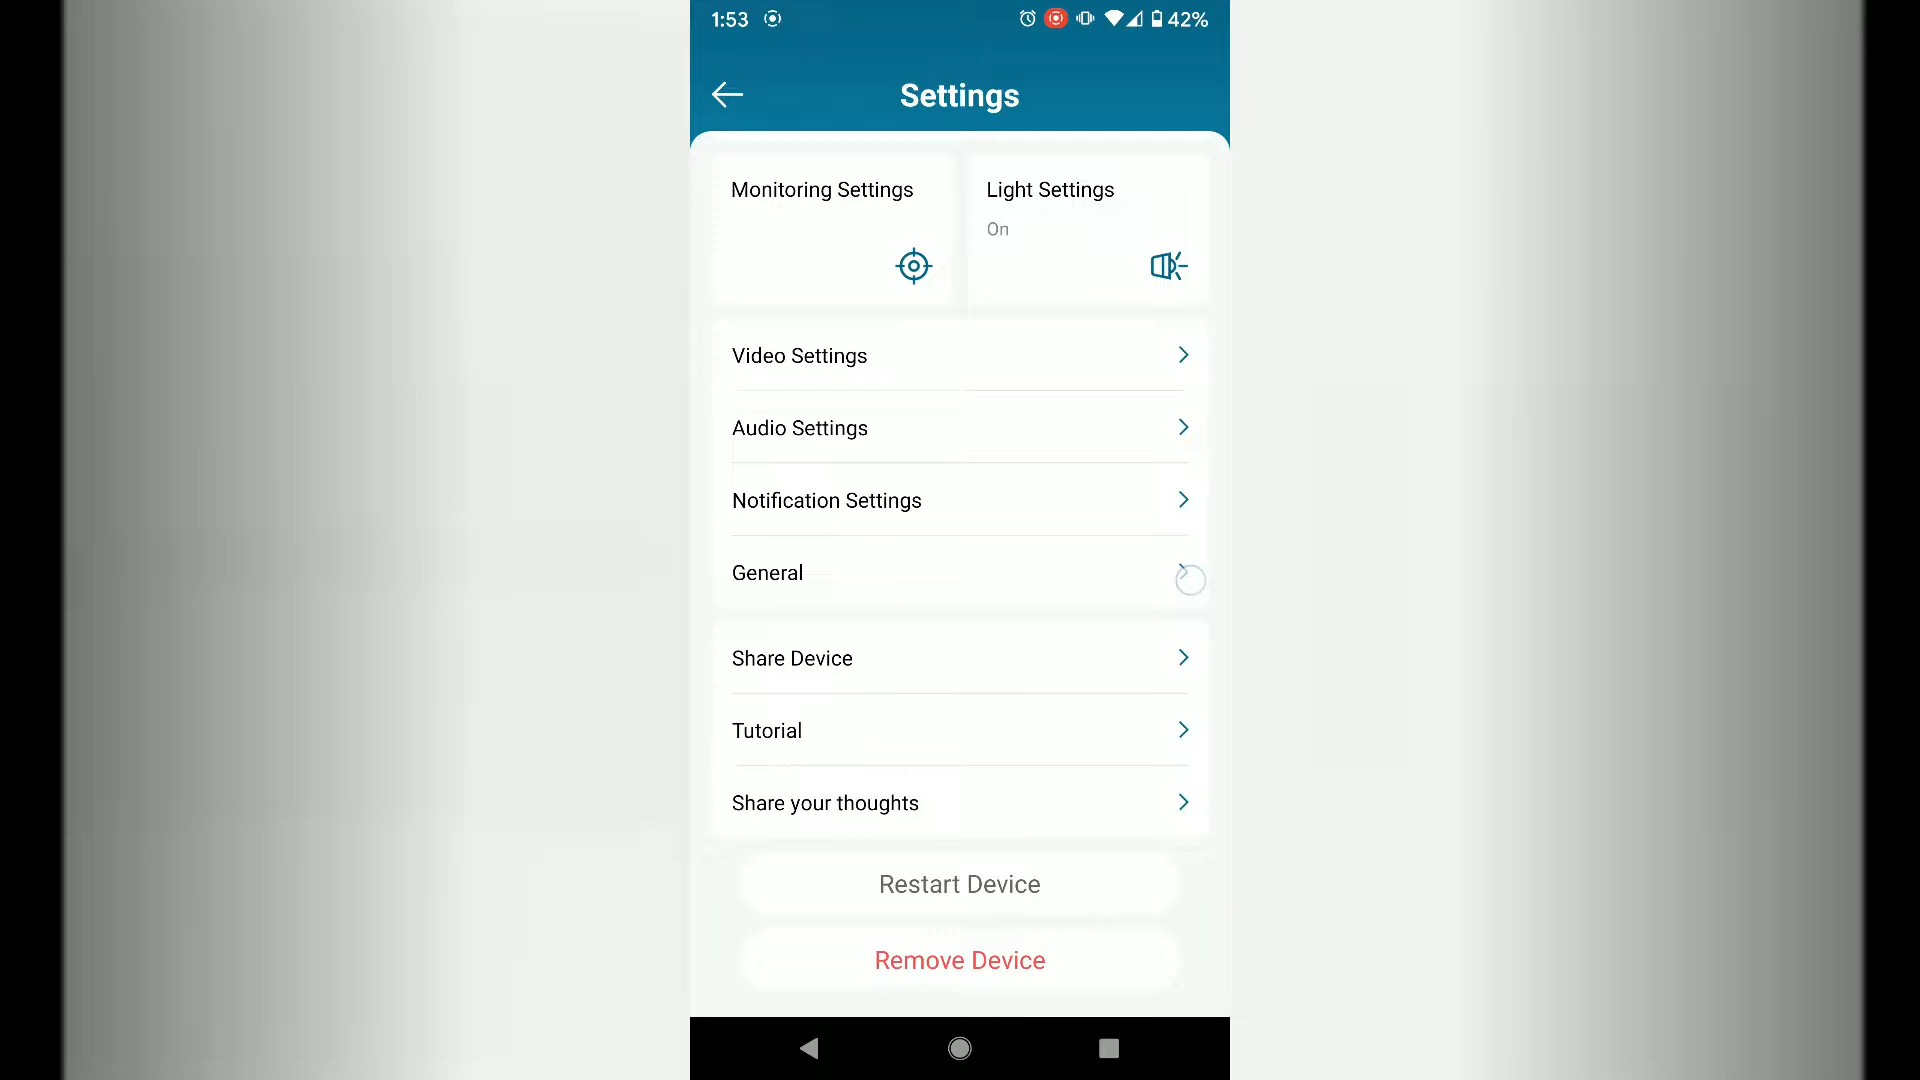 1:53
42%
Settings
Monitoring Settings
Light Settings
On
Video Settings
Audio Settings
Notification Settings
General
Share Device
Tutorial
Share your thoughts
Restart Device
Remove Device